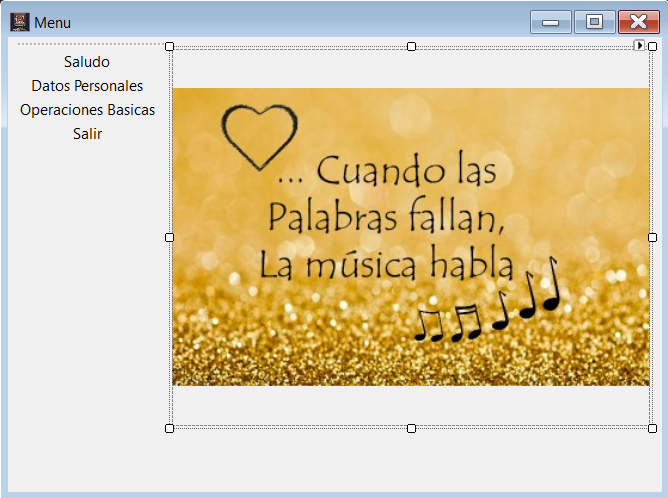 Menu
Saludo
Datos Personales
Operaciones Basicas
Salir
... Cuando las
Palabras fallan,
La música habla